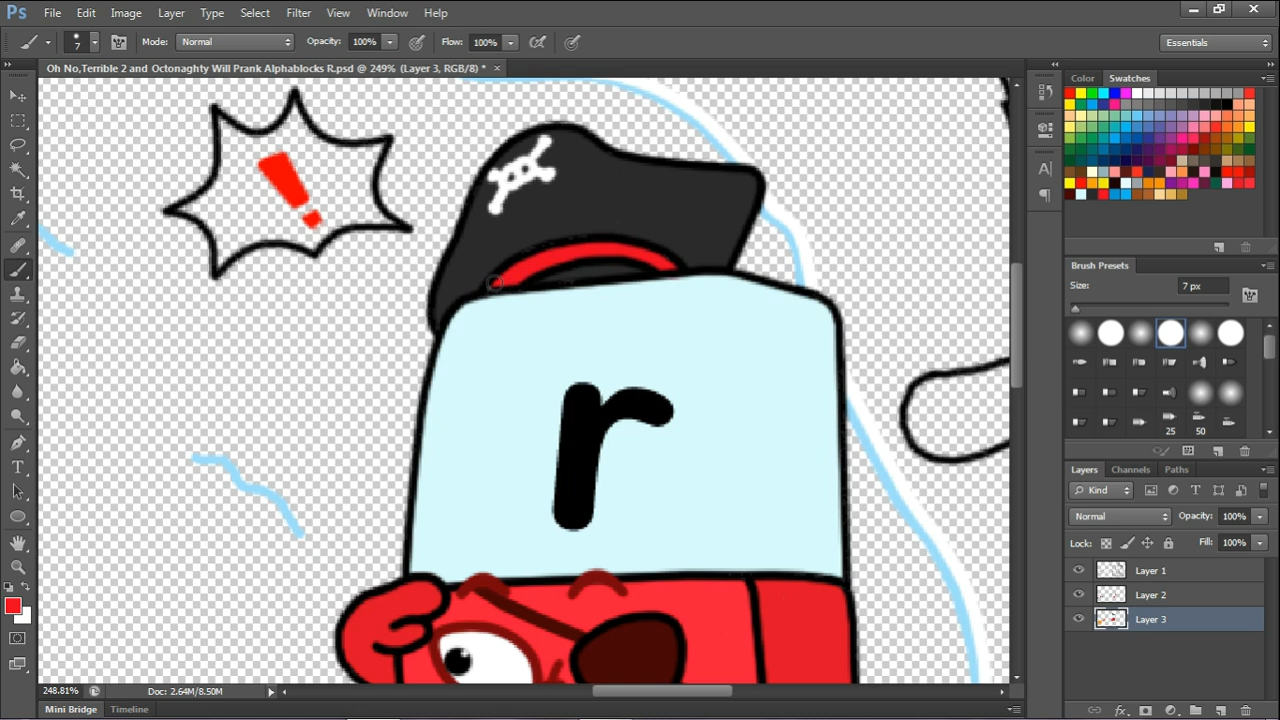 Ps File Edit Image Layer Type Select Filter View Window Help
7 Mode: Normal Opacity: 100% Flow: 100% Essentials
Oh No,Terrible 2 and Octonaghty Will Prank Alphablocks R.psd @ 249% (Layer 3, RGB/8) * ×
Color Swatches
!
A
Brush Presets
Size: 7 px
25 50
r
T
Layers Channels Paths
Kind T
Normal Opacity: 100%
Lock: Fill: 100%
Layer 1
Layer 2
Layer 3
248.81% Doc: 2.64M/8.50M
fx
Mini Bridge Timeline